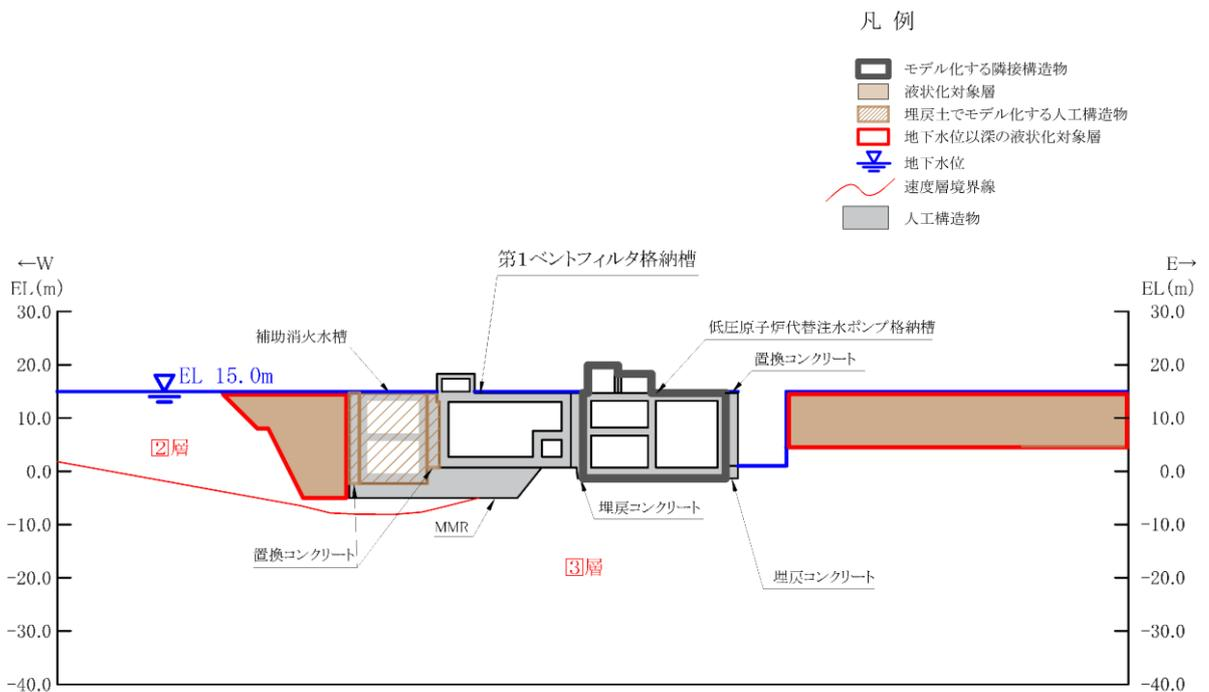 凡 例
モデル化する隣接構造物
液状化対象層
埋戻土でモデル化する人工構造物
地下水位以深の液状化対象層
地下水位
速度層境界線
人工構造物
←W
EL(m)
E→
EL(m)
第1ベントフィルタ格納槽
補助消火水槽
低圧原子炉代替注水ポンプ格納槽
置換コンクリート
EL 15.0m
②層
③層
埋戻コンクリート
MMR
置換コンクリート
埋戻コンクリート
30.0
20.0
10.0
0.0
-10.0
-20.0
-30.0
-40.0
30.0
20.0
10.0
0.0
-10.0
-20.0
-30.0
-40.0